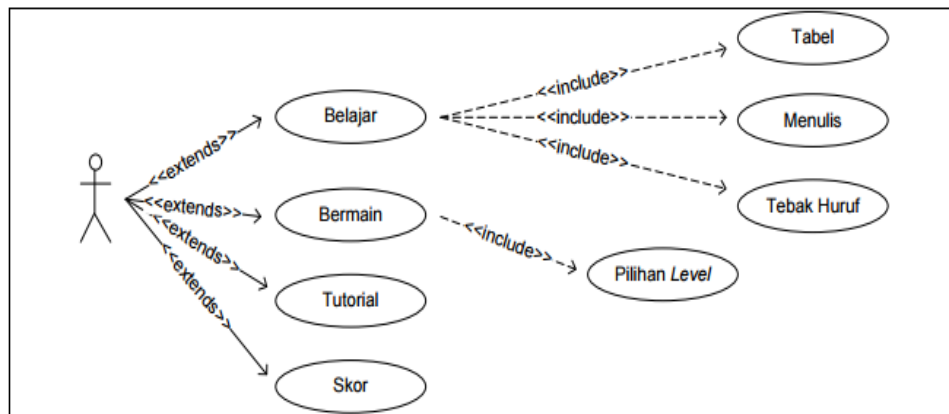 Tabel
<<include>>
Belajar
<<include>>
Menulis
<<extends>>
<<include>>
Tebak Huruf
<<extends>>
Bermain
<<extends>>
<<include>>
Pilihan Level
<<extends>>
Tutorial
Skor